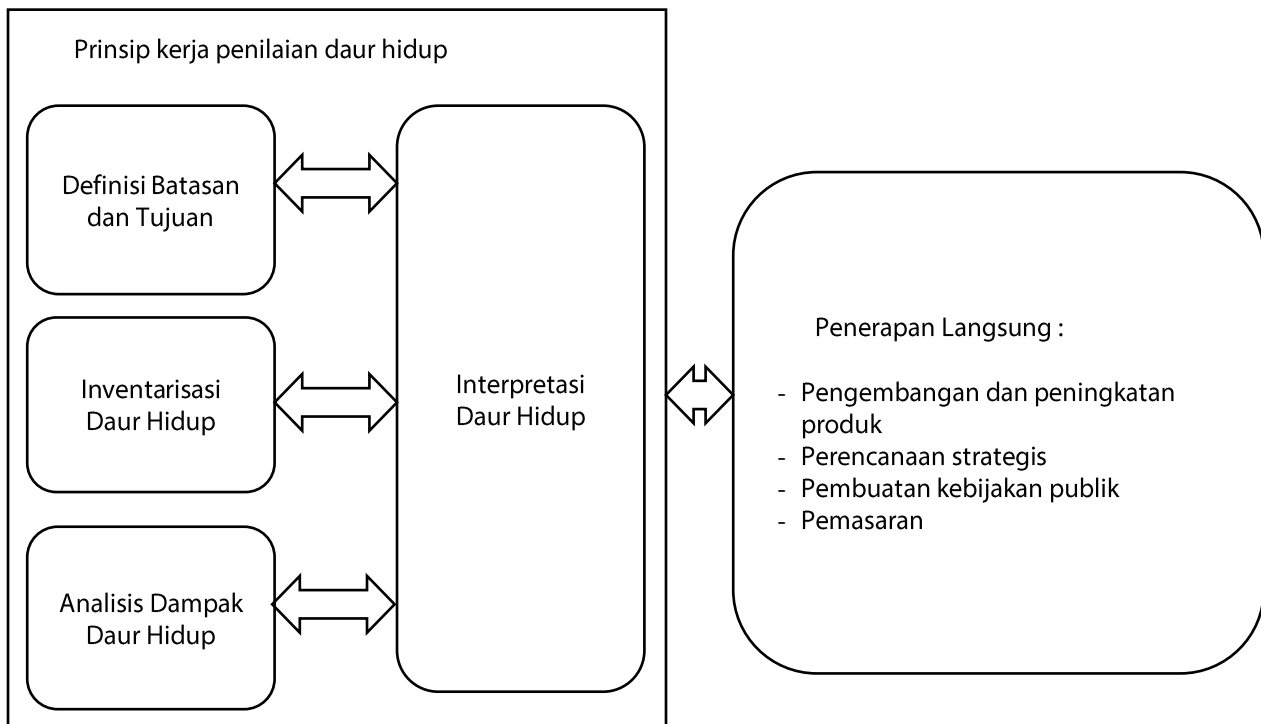 Prinsip kerja penilaian daur hidup
Definisi Batasan
dan Tujuan
Inventarisasi
Daur Hidup
Analisis Dampak
Daur Hidup
Interpretasi
Daur Hidup
Penerapan Langsung :
- Pengembangan dan peningkatan
produk
- Perencanaan strategis
- Pembuatan kebijakan publik
- Pemasaran